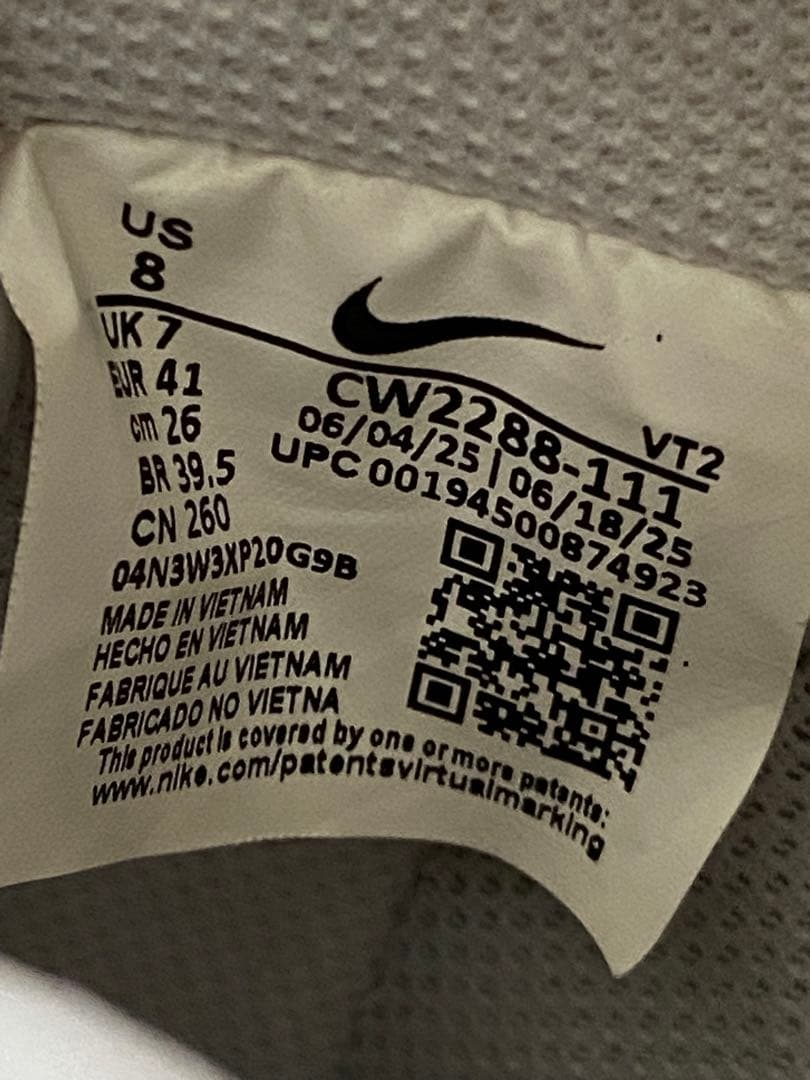 US
8
UK 7
EUR 41
cm 26
BR 39.5
CN 260
04N3W3XP20G9B
MADE IN VIETNAM
HECHO EN VIETNAM
FABRIQUE AU VIETNAM
FABRICADO NO VIETNA
This product is covered by one or more patents:
www.nike.com/patentsvirtualmarking
VT2
CW2288-111
06/04/25 | 06/18/25
UPC 00194500874923